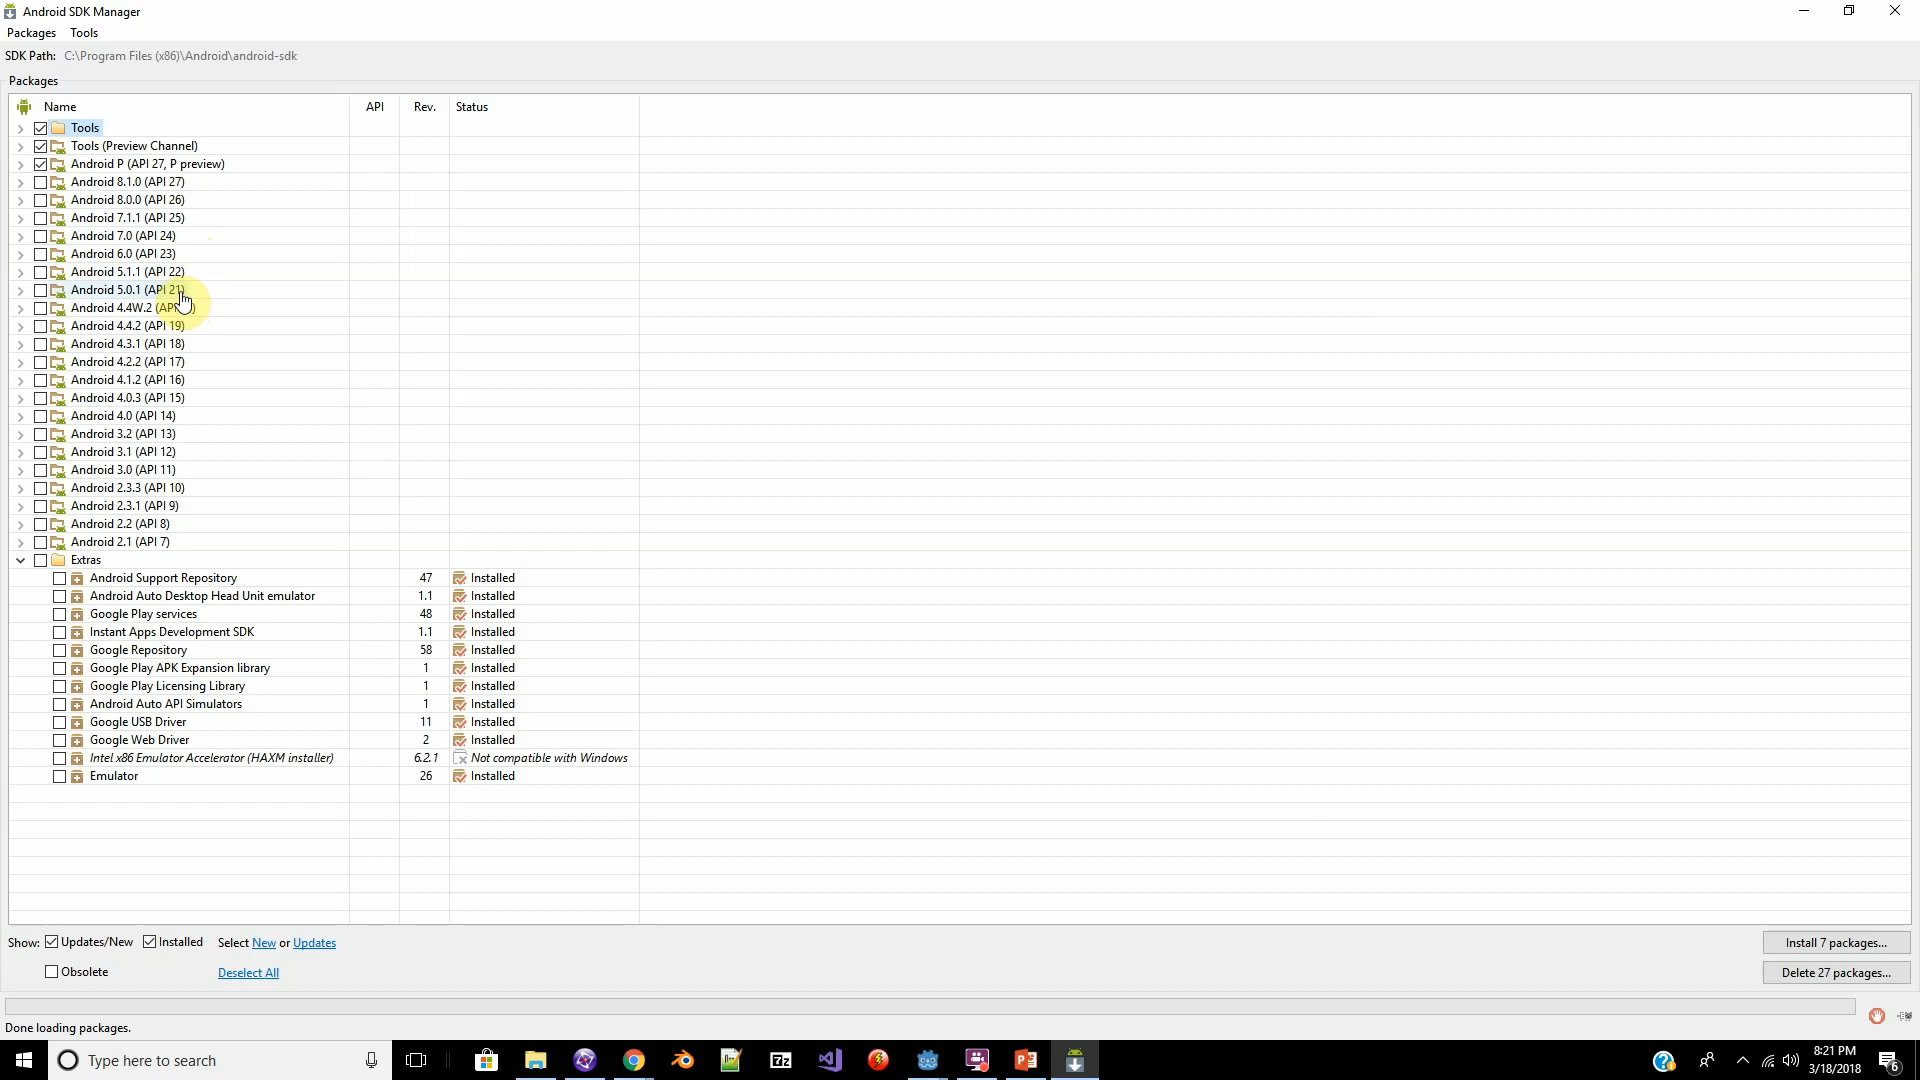 Android SDK Manager
Packages Tools
SDK Path: C:\Program Files (x86)\Android\android-sdk
Packages
Name API Rev. Status
Tools
Tools (Preview Channel)
Android P (API 27, P preview)
Android 8.1.0 (API 27)
Android 8.0.0 (API 26)
Android 7.1.1 (API 25)
Android 7.0 (API 24)
Android 6.0 (API 23)
Android 5.1.1 (API 22)
Android 5.0.1 (API 21)
Android 4.4W.2 (API
Android 4.4.2 (API 19)
Android 4.3.1 (API 18)
Android 4.2.2 (API 17)
Android 4.1.2 (API 16)
Android 4.0.3 (API 15)
Android 4.0 (API 14)
Android 3.2 (API 13)
Android 3.1 (API 12)
Android 3.0 (API 11)
Android 2.3.3 (API 10)
Android 2.3.1 (API 9)
Android 2.2 (API 8)
Android 2.1 (API 7)
Extras
Android Support Repository 47 Installed
Android Auto Desktop Head Unit emulator 1.1 Installed
Google Play services 48 Installed
Instant Apps Development SDK 1.1 Installed
Google Repository 58 Installed
Google Play APK Expansion library 1 Installed
Google Play Licensing Library 1 Installed
Android Auto API Simulators 1 Installed
Google USB Driver 11 Installed
Google Web Driver 2 Installed
Intel x86 Emulator Accelerator (HAXM installer) 6.2.1 Not compatible with Windows
Emulator 26 Installed
Show: Updates/New Installed Select New or Updates Install 7 packages...
Obsolete Deselect All Delete 27 packages...
Done loading packages.
Type here to search 7z 8:21 PM
3/18/2018 6